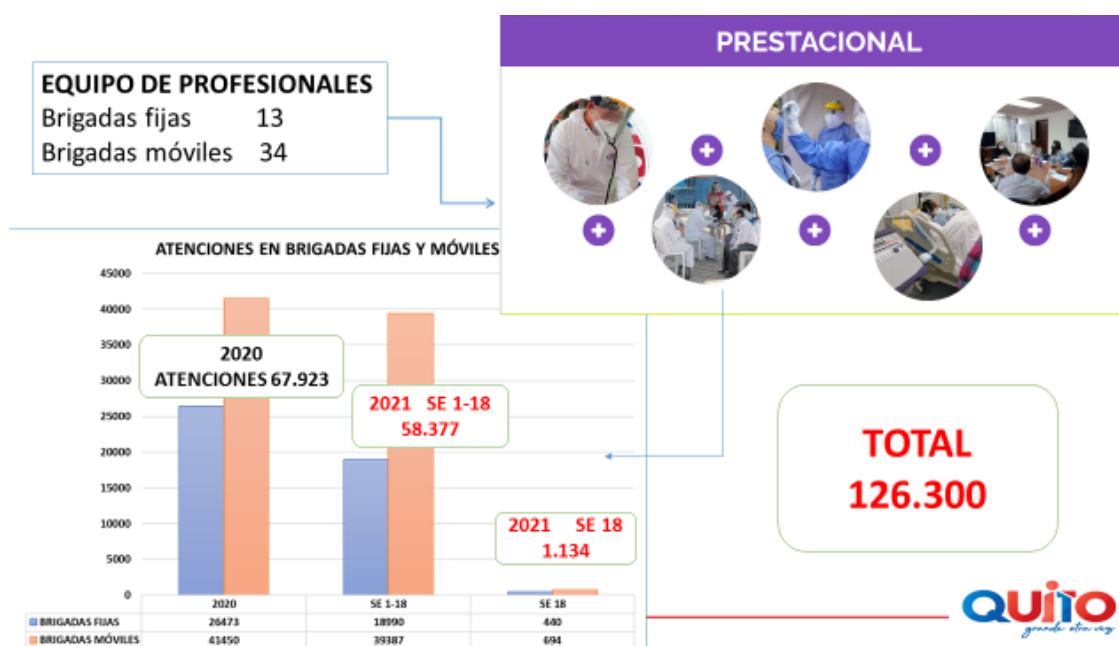 PRESTACIONAL
EQUIPO DE PROFESIONALES
Brigadas fijas 13
Brigadas móviles 34
ATENCIONES EN BRIGADAS FIJAS Y MÓVILES
45000
40000
35000
30000
25000
20000
15000
10000
5000
0
2020
ATENCIONES 67.923
2021 SE 1-18
58.377
2021 SE 18
1.134
TOTAL
126.300
2020 SE 1-18 SE 18
BRIGADAS FIJAS 26473 18990 440
BRIGADAS MÓVILES 41450 39387 694
QUITO
grande otra vez